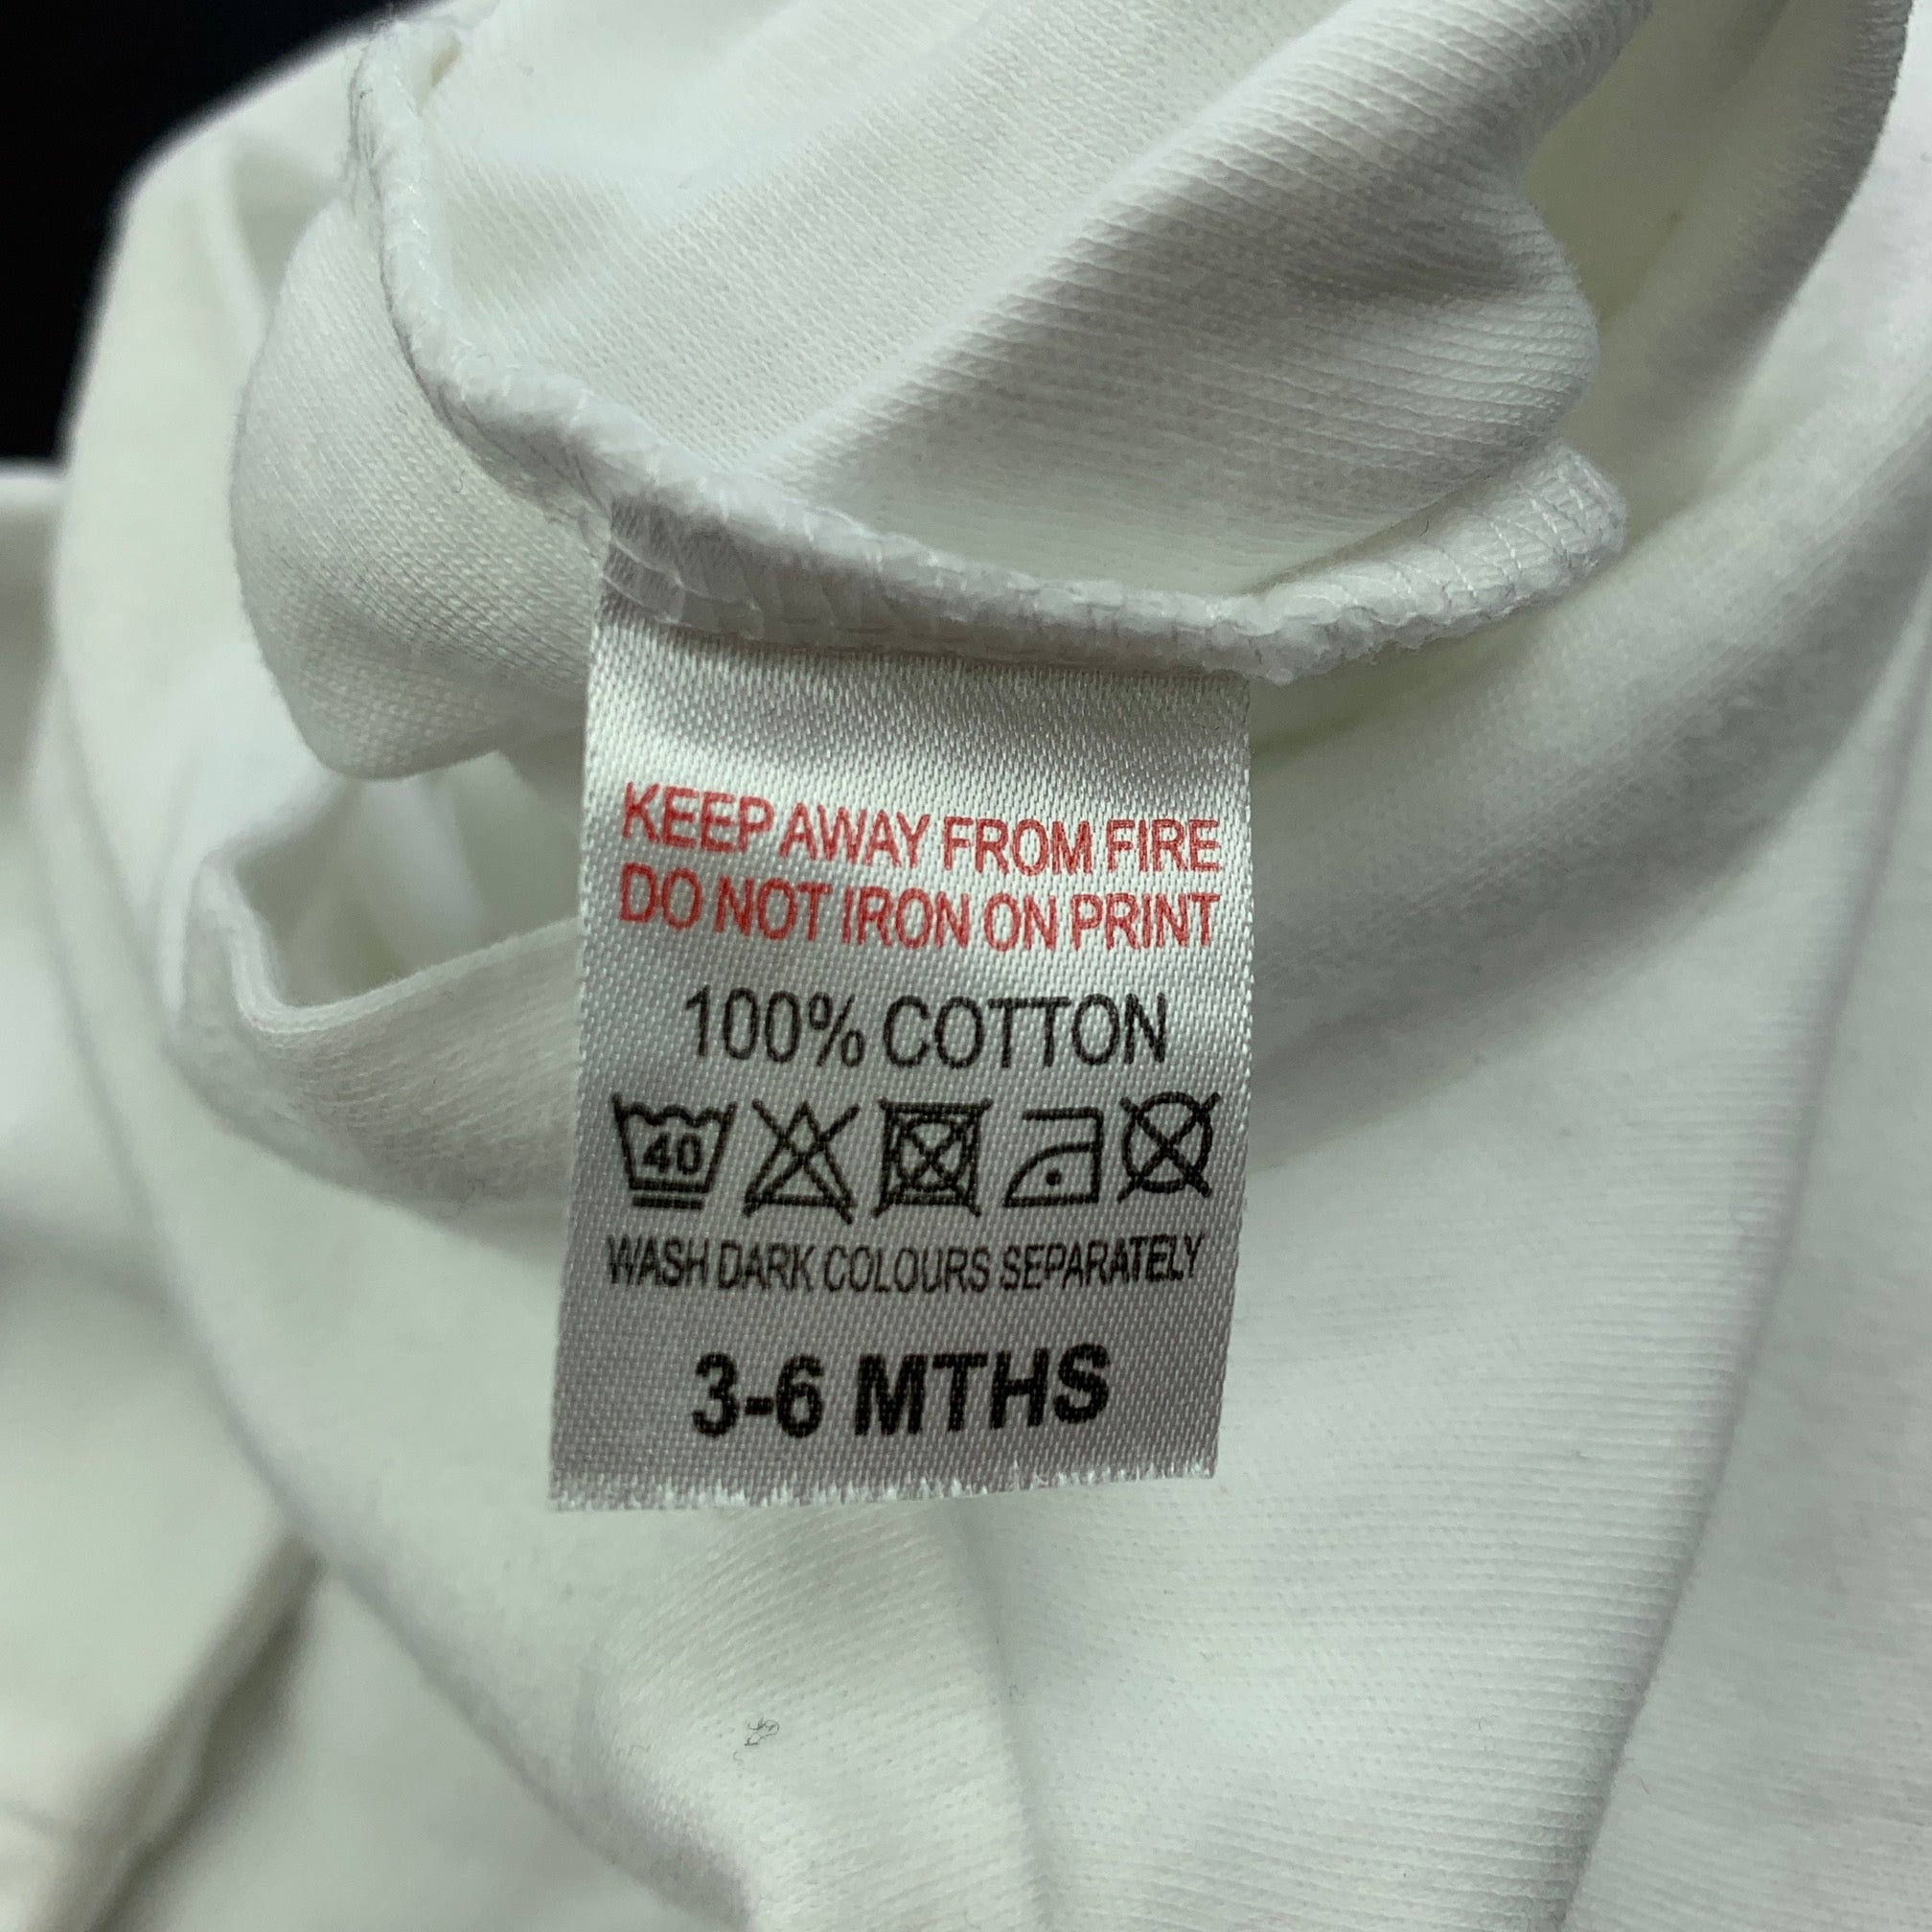 KEEP AWAY FROM FIRE
DO NOT IRON ON PRINT
100% COTTON
40
WASH DARK COLOURS SEPARATELY
3-6 MTHS